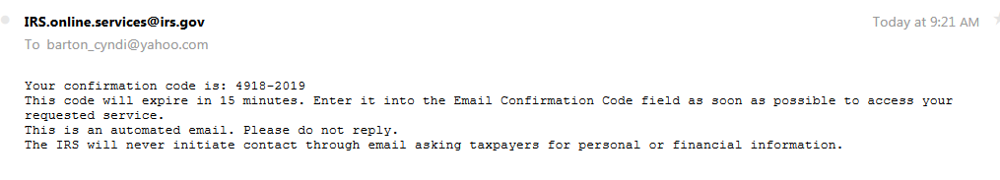 IRS.online.services@irs.gov Today at 9:21 AM
To barton_cyndi@yahoo.com
Your confirmation code is: 4918-2019
This code will expire in 15 minutes. Enter it into the Email Confirmation Code field as soon as possible to access your
requested service.
This is an automated email. Please do not reply.
The IRS will never initiate contact through email asking taxpayers for personal or financial information.